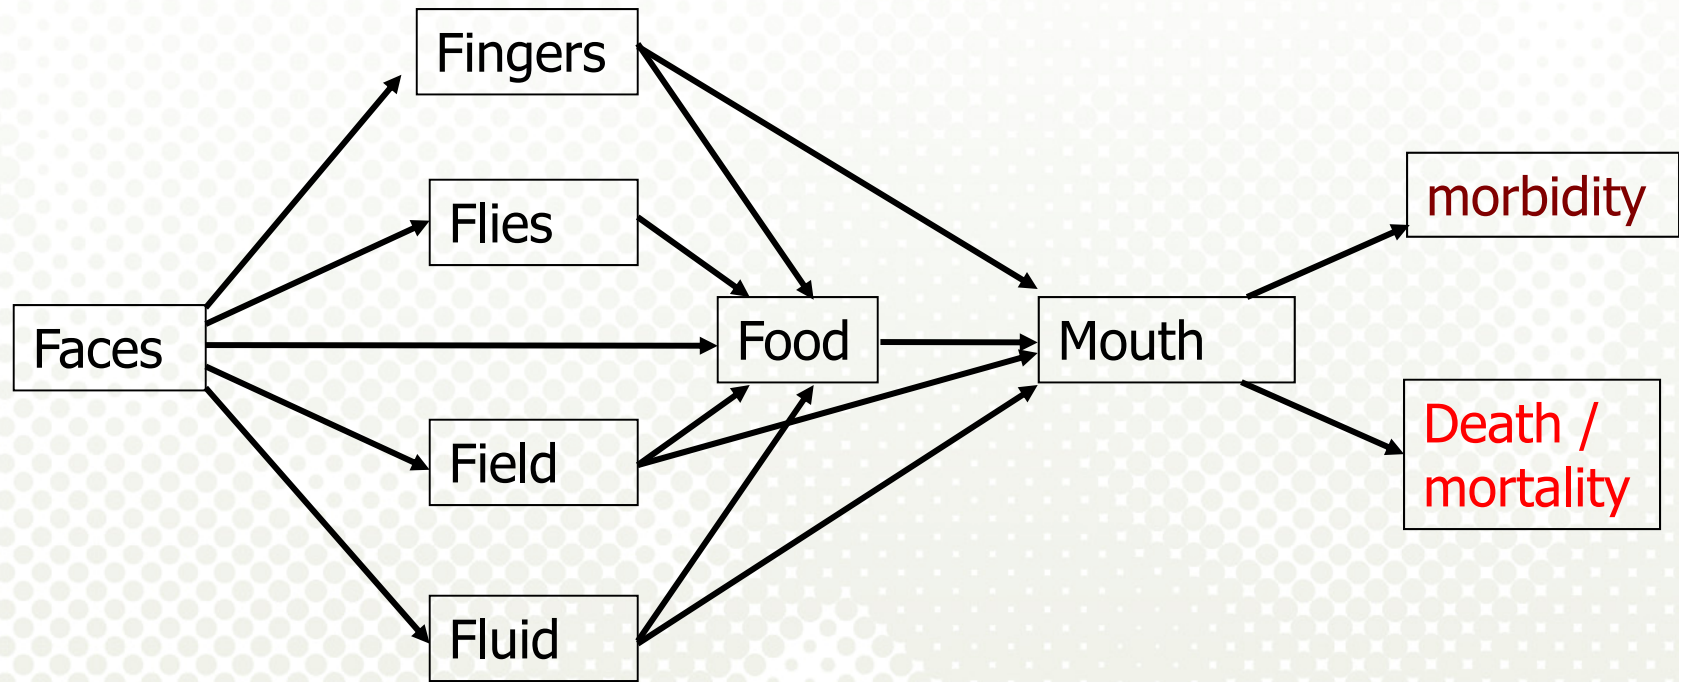 Fingers
Flies
Faces
Food
Mouth
morbidity
Field
Death /
mortality
Fluid